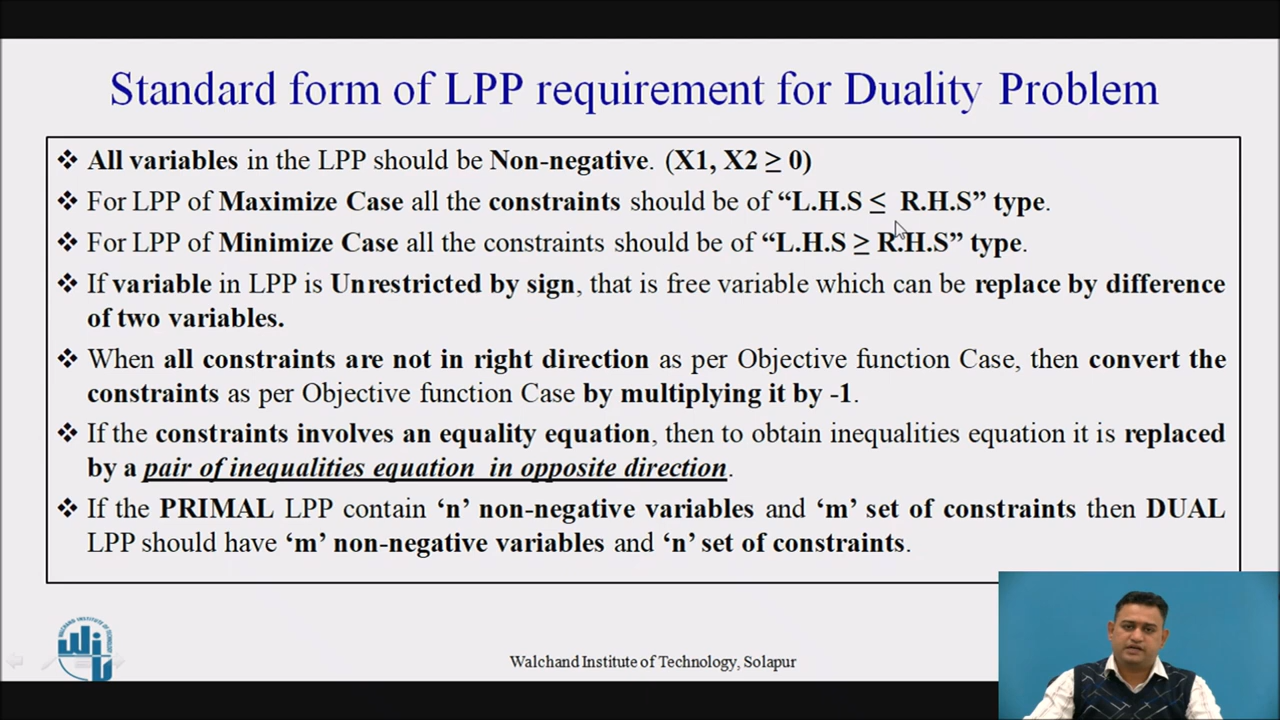 Standard form of LPP requirement for Duality Problem
❖ All variables in the LPP should be Non-negative. (X1, X2 ≥ 0)
❖ For LPP of Maximize Case all the constraints should be of “L.H.S ≤ R.H.S” type.
❖ For LPP of Minimize Case all the constraints should be of “L.H.S ≥ R.H.S” type.
❖ If variable in LPP is Unrestricted by sign, that is free variable which can be replace by difference
of two variables.
❖ When all constraints are not in right direction as per Objective function Case, then convert the
constraints as per Objective function Case by multiplying it by -1.
❖ If the constraints involves an equality equation, then to obtain inequalities equation it is replaced
by a pair of inequalities equation in opposite direction.
❖ If the PRIMAL LPP contain ‘n’ non-negative variables and ‘m’ set of constraints then DUAL
LPP should have ‘m’ non-negative variables and ‘n’ set of constraints.
WALCHAND INSTITUTE OF TECHNOLOGY
Walchand Institute of Technology, Solapur